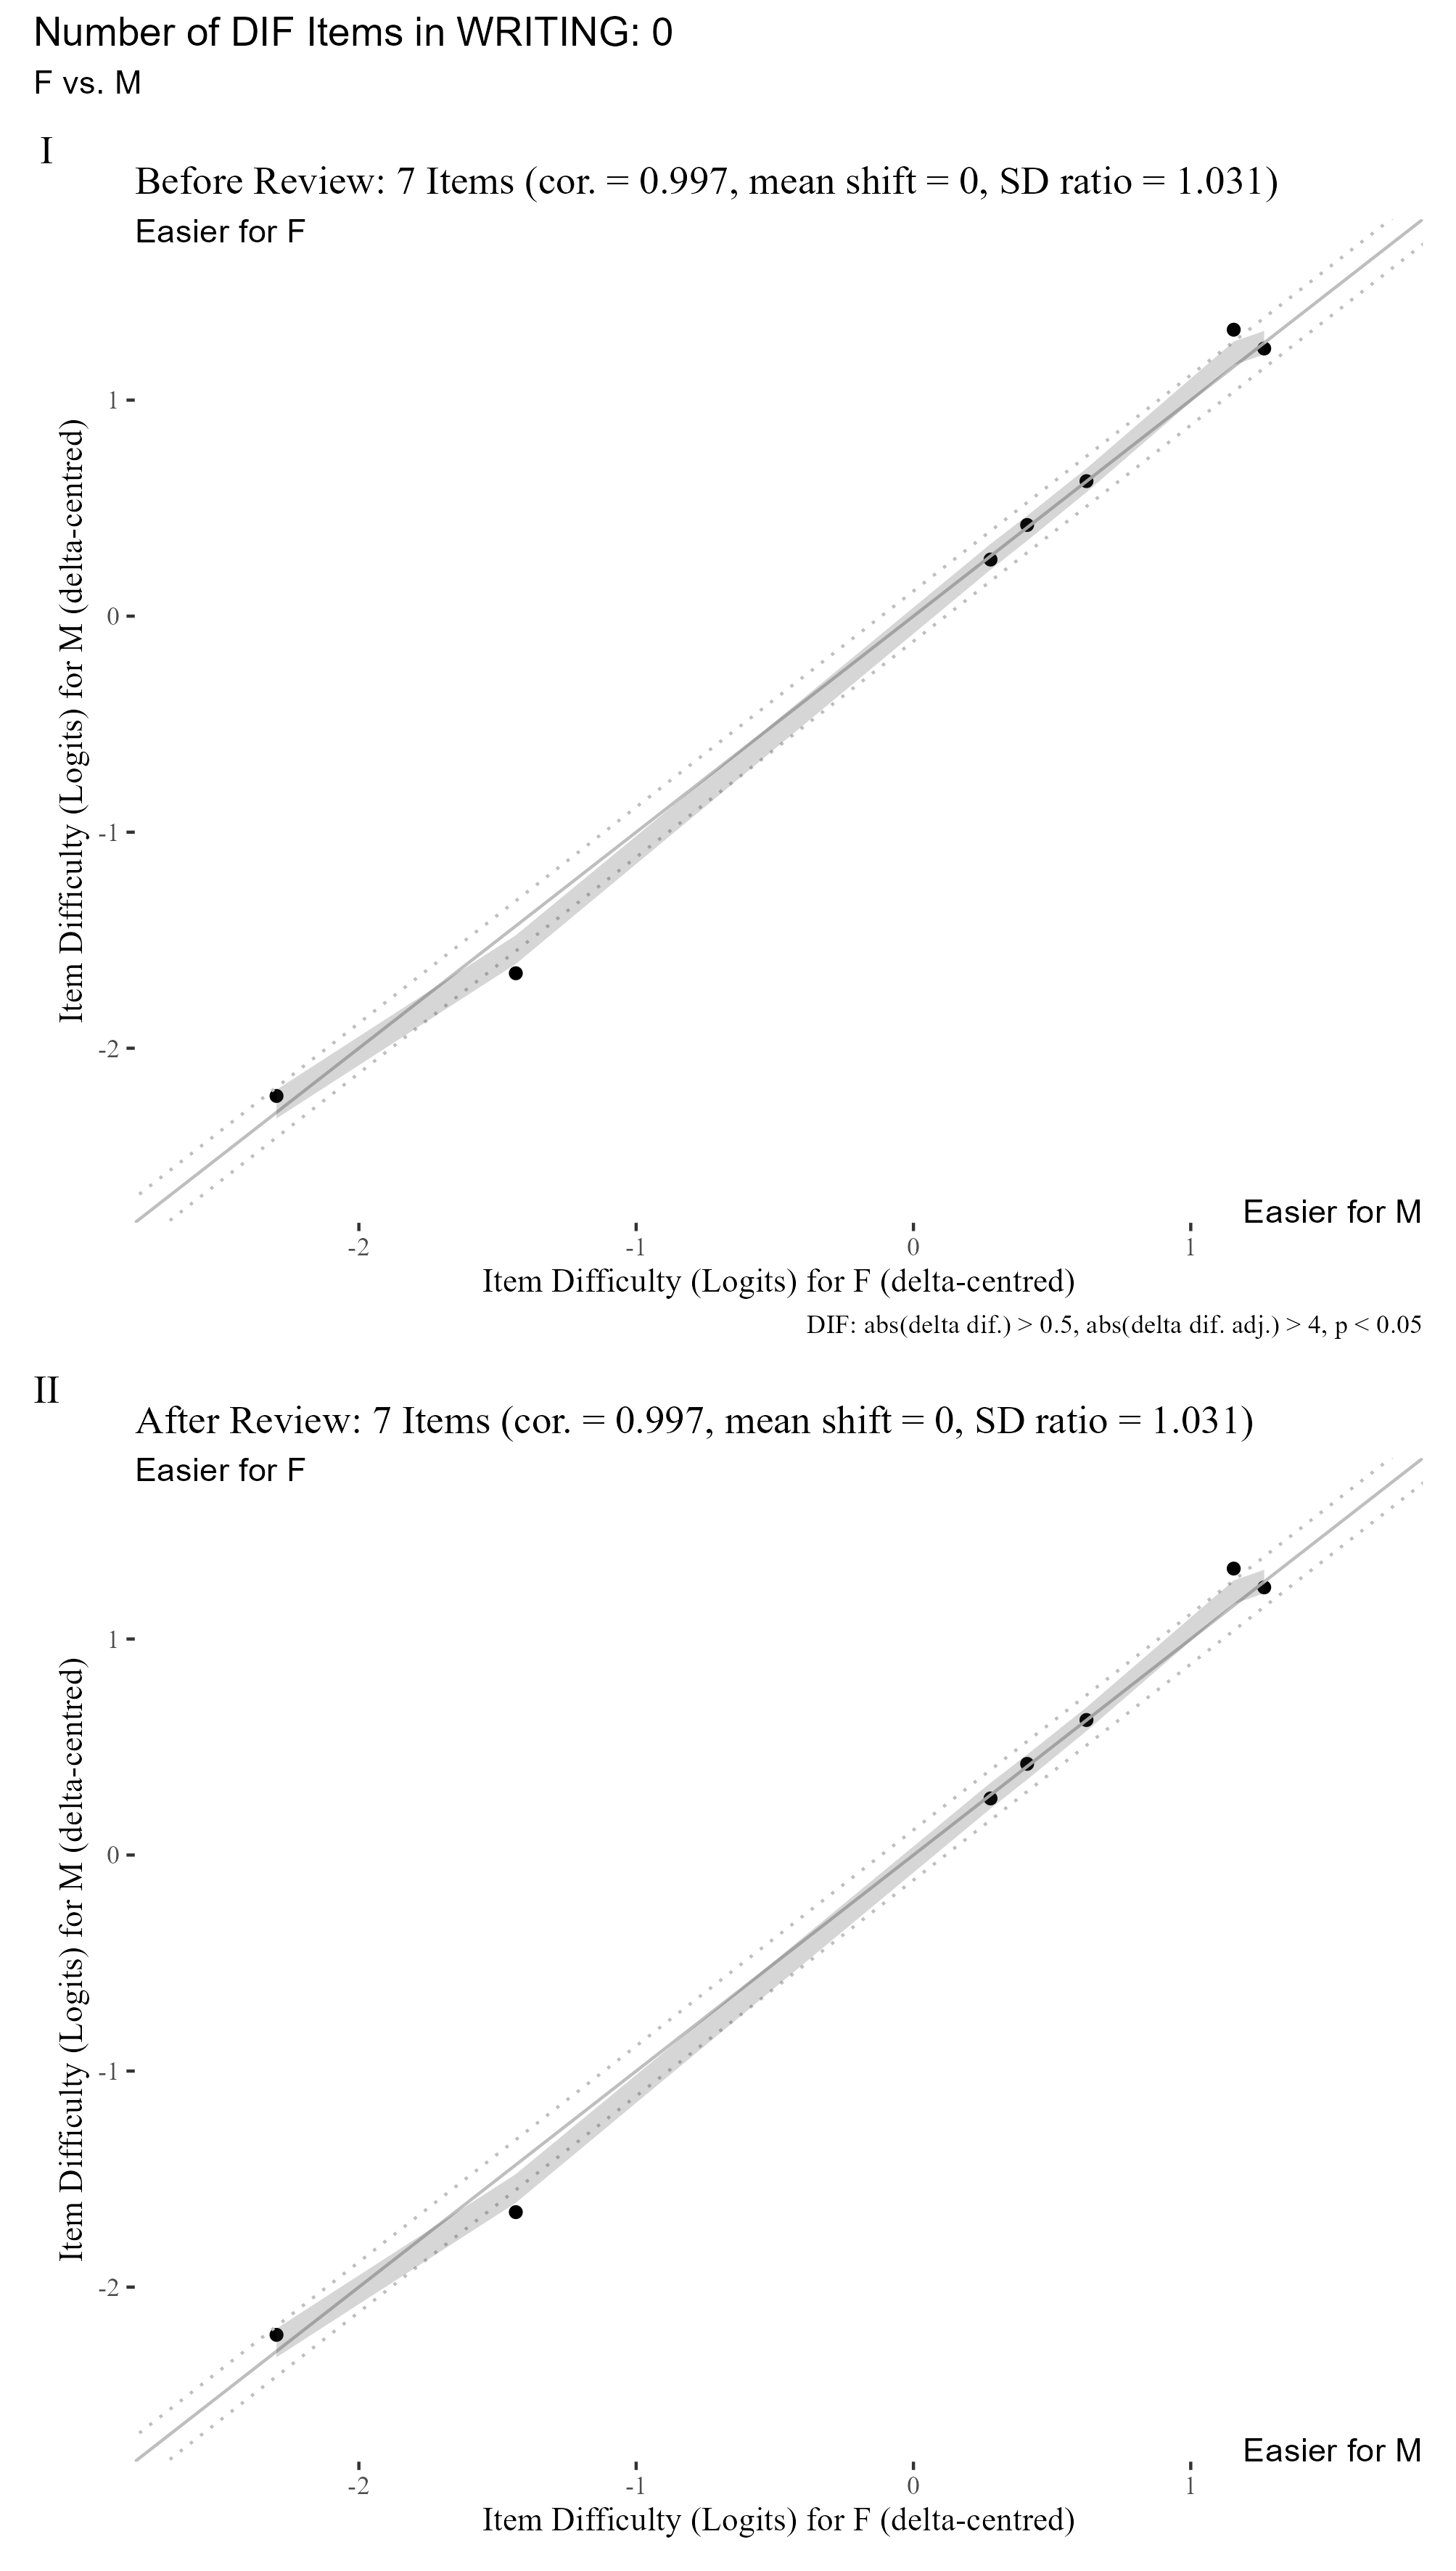 Number of DIF Items in WRITING: 0
F vs. M
I
Before Review: 7 Items (cor. = 0.997, mean shift = 0, SD ratio = 1.031)
Easier for F
Item Difficulty (Logits) for M (delta-centred)
1
0
-1
-2
Easier for M
-2
-1
0
1
Item Difficulty (Logits) for F (delta-centred)
DIF: abs(delta dif.) > 0.5, abs(delta dif. adj.) > 4, p < 0.05
II
After Review: 7 Items (cor. = 0.997, mean shift = 0, SD ratio = 1.031)
Easier for F
Item Difficulty (Logits) for M (delta-centred)
1
0
-1
-2
Easier for M
-2
-1
0
1
Item Difficulty (Logits) for F (delta-centred)